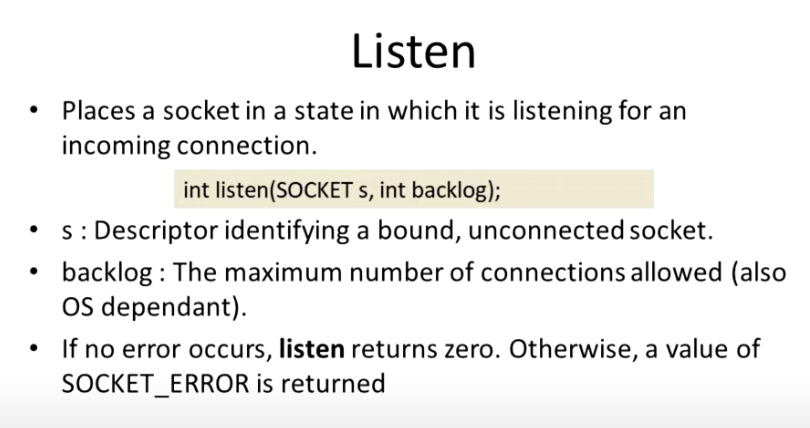 Listen
• Places a socket in a state in which it is listening for an
incoming connection.
int listen(SOCKET s, int backlog);
• s : Descriptor identifying a bound, unconnected socket.
• backlog : The maximum number of connections allowed (also
OS dependant).
• If no error occurs, listen returns zero. Otherwise, a value of
SOCKET_ERROR is returned